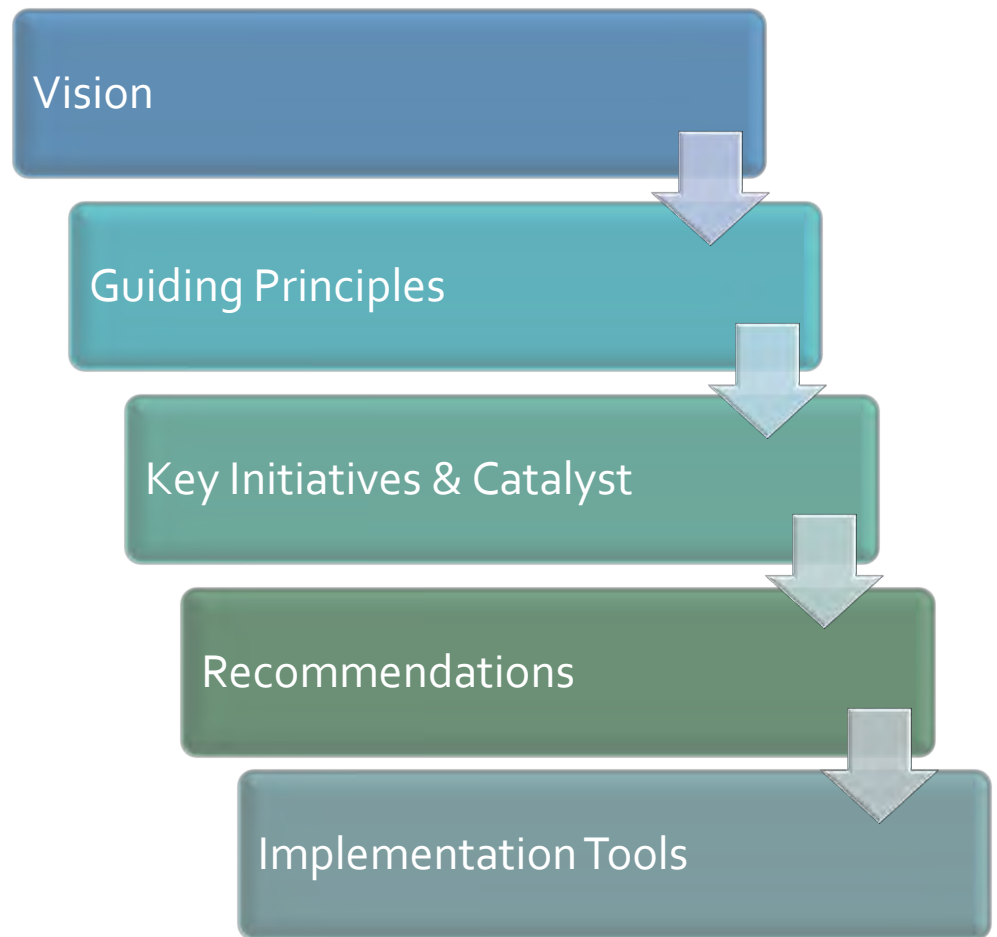 Vision
Guiding Principles
Key Initiatives & Catalyst
Recommendations
Implementation Tools